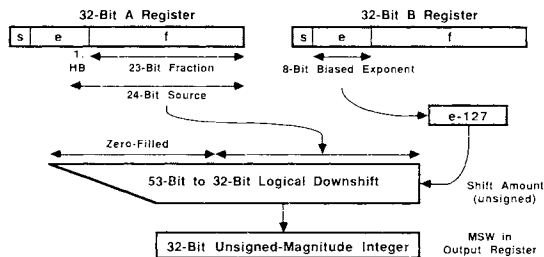 32-Bit A Register
32-Bit B Register
s e f
s e f
1.
HB
23-Bit Fraction
8-Bit Biased Exponent
24-Bit Source
e-127
Zero-Filled
53-Bit to 32-Bit Logical Downshift
Shift Amount
(unsigned)
32-Bit Unsigned-Magnitude Integer
MSW in
Output Register